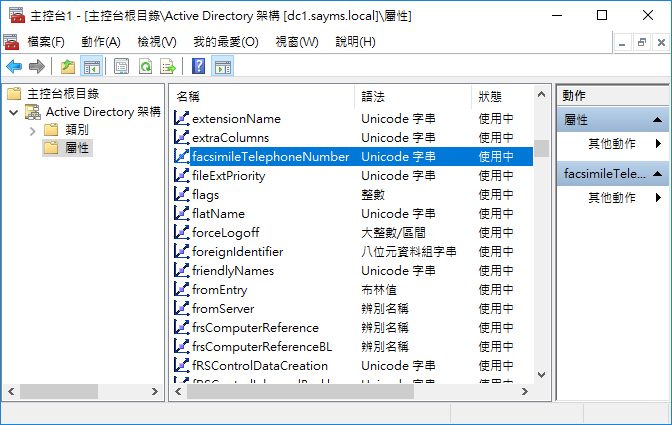 主控台1 - [主控台根目錄\Active Directory 架構 [dc1.sayms.local]\屬性]
檔案(F) 動作(A) 檢視(V) 我的最愛(O) 視窗(W) 說明(H)
主控台根目錄
Active Directory 架構
類別
屬性
名稱 語法 狀態
extensionName Unicode 字串 使用中
extraColumns Unicode 字串 使用中
facsimileTelephoneNumber Unicode 字串 使用中
fileExtPriority Unicode 字串 使用中
flags 整數 使用中
flatName Unicode 字串 使用中
forceLogoff 大整數/區間 使用中
foreignIdentifier 八位元資料組字串 使用中
friendlyNames Unicode 字串 使用中
fromEntry 布林值 使用中
fromServer 辨別名稱 使用中
frsComputerReference 辨別名稱 使用中
frsComputerReferenceBL 辨別名稱 使用中
fRSControlDataCreation Unicode 字串 使用中
動作
屬性
其他動作
facsimileTele...
其他動作